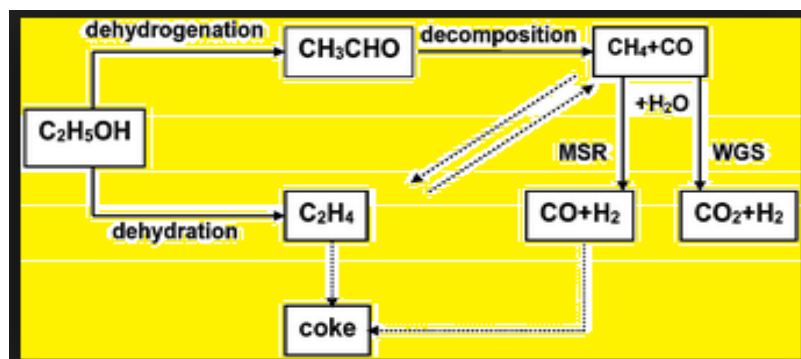 dehydrogenation
CH₃CHO
decomposition
CH₄+CO
C₂H₅OH
+H₂O
MSR
WGS
dehydration
C₂H₄
CO+H₂
CO₂+H₂
coke